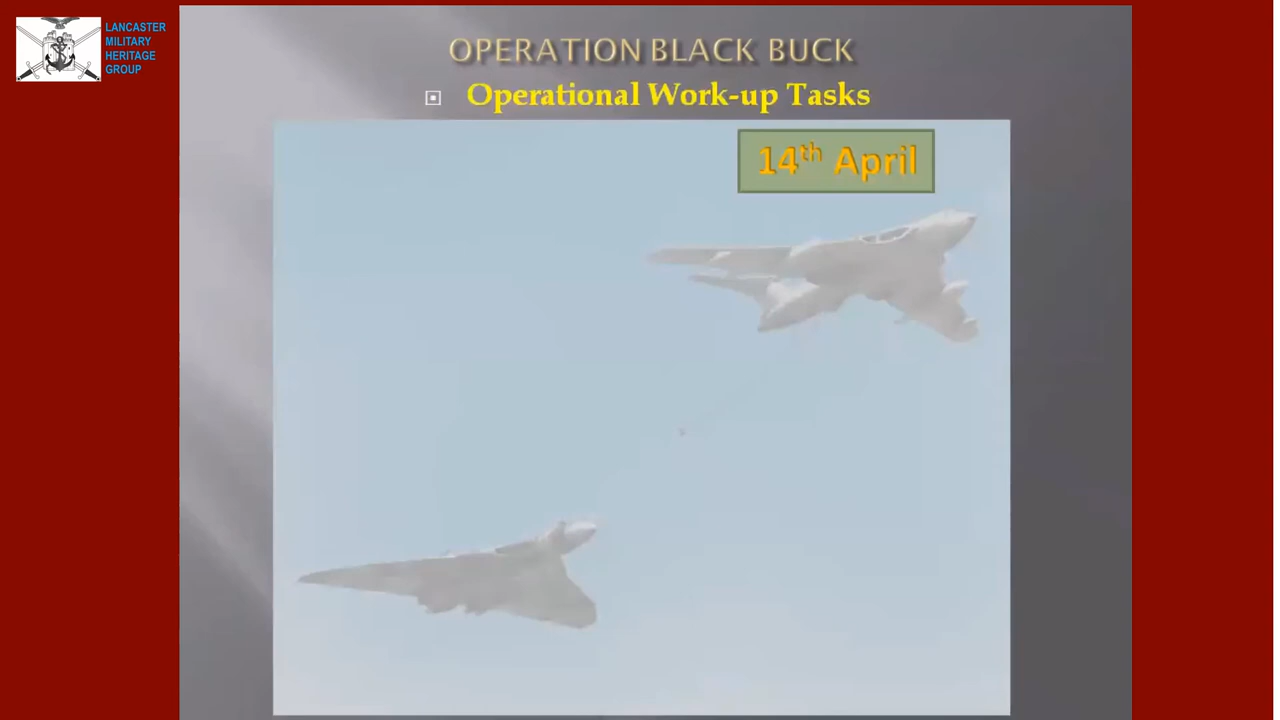 LANCASTER
MILITARY
HERITAGE
GROUP
OPERATION BLACK BUCK
Operational Work-up Tasks
14th April